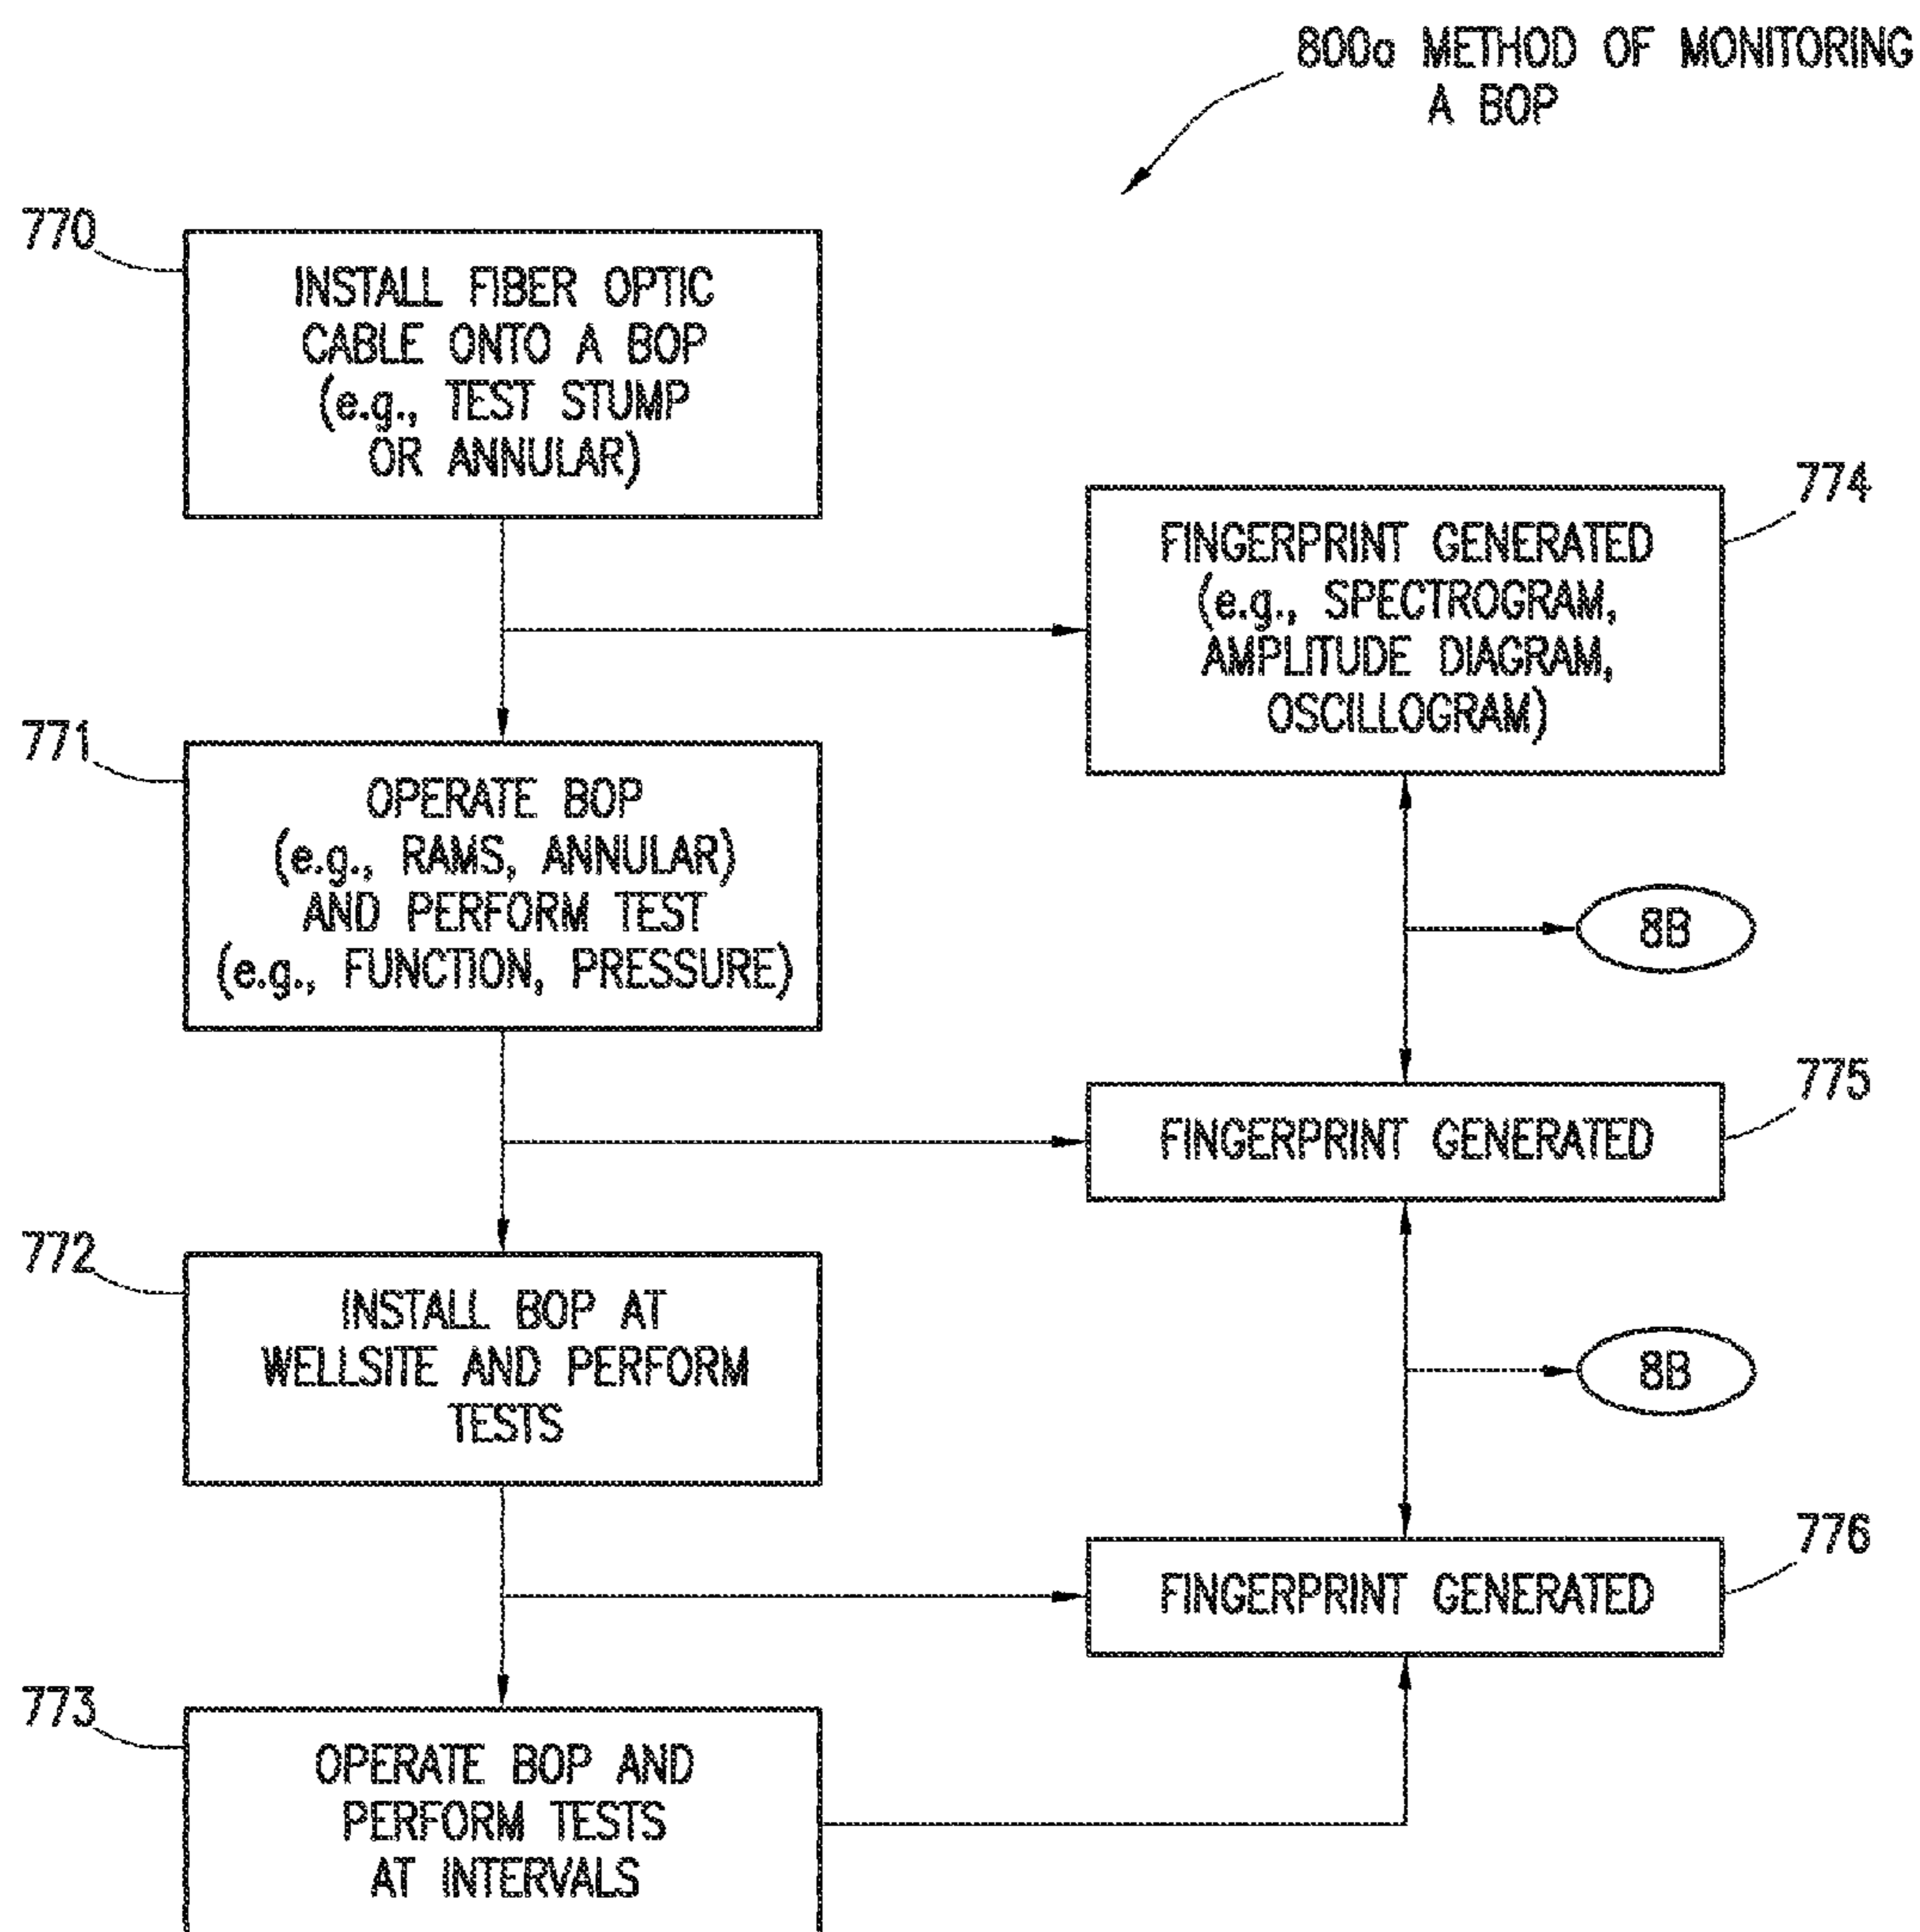 800a METHOD OF MONITORING
A BOP
770
INSTALL FIBER OPTIC
CABLE ONTO A BOP
(e.g., TEST STUMP
OR ANNULAR)
774
FINGERPRINT GENERATED
(e.g., SPECTROGRAM,
AMPLITUDE DIAGRAM,
OSCILLOGRAM)
771
OPERATE BOP
(e.g., RAMS, ANNULAR)
AND PERFORM TEST
(e.g., FUNCTION, PRESSURE)
8B
775
FINGERPRINT GENERATED
772
INSTALL BOP AT
WELLSITE AND PERFORM
TESTS
8B
776
FINGERPRINT GENERATED
773
OPERATE BOP AND
PERFORM TESTS
AT INTERVALS